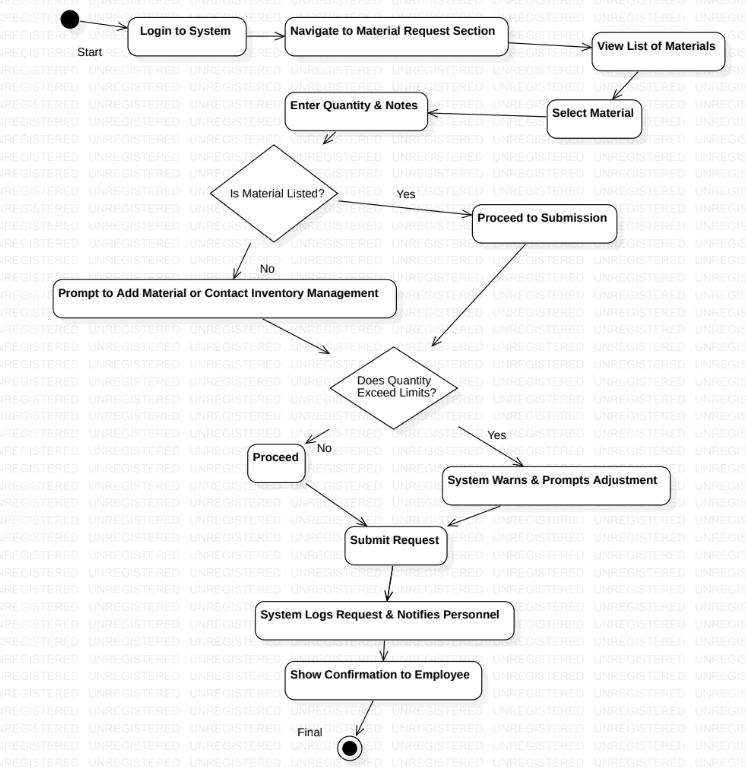 Start
Login to System
Navigate to Material Request Section
View List of Materials
Enter Quantity & Notes
Select Material
Is Material Listed?
Yes
Proceed to Submission
No
Prompt to Add Material or Contact Inventory Management
Does Quantity
Exceed Limits?
No
Yes
Proceed
System Warns & Prompts Adjustment
Submit Request
System Logs Request & Notifies Personnel
Show Confirmation to Employee
Final
UNREGISTERED